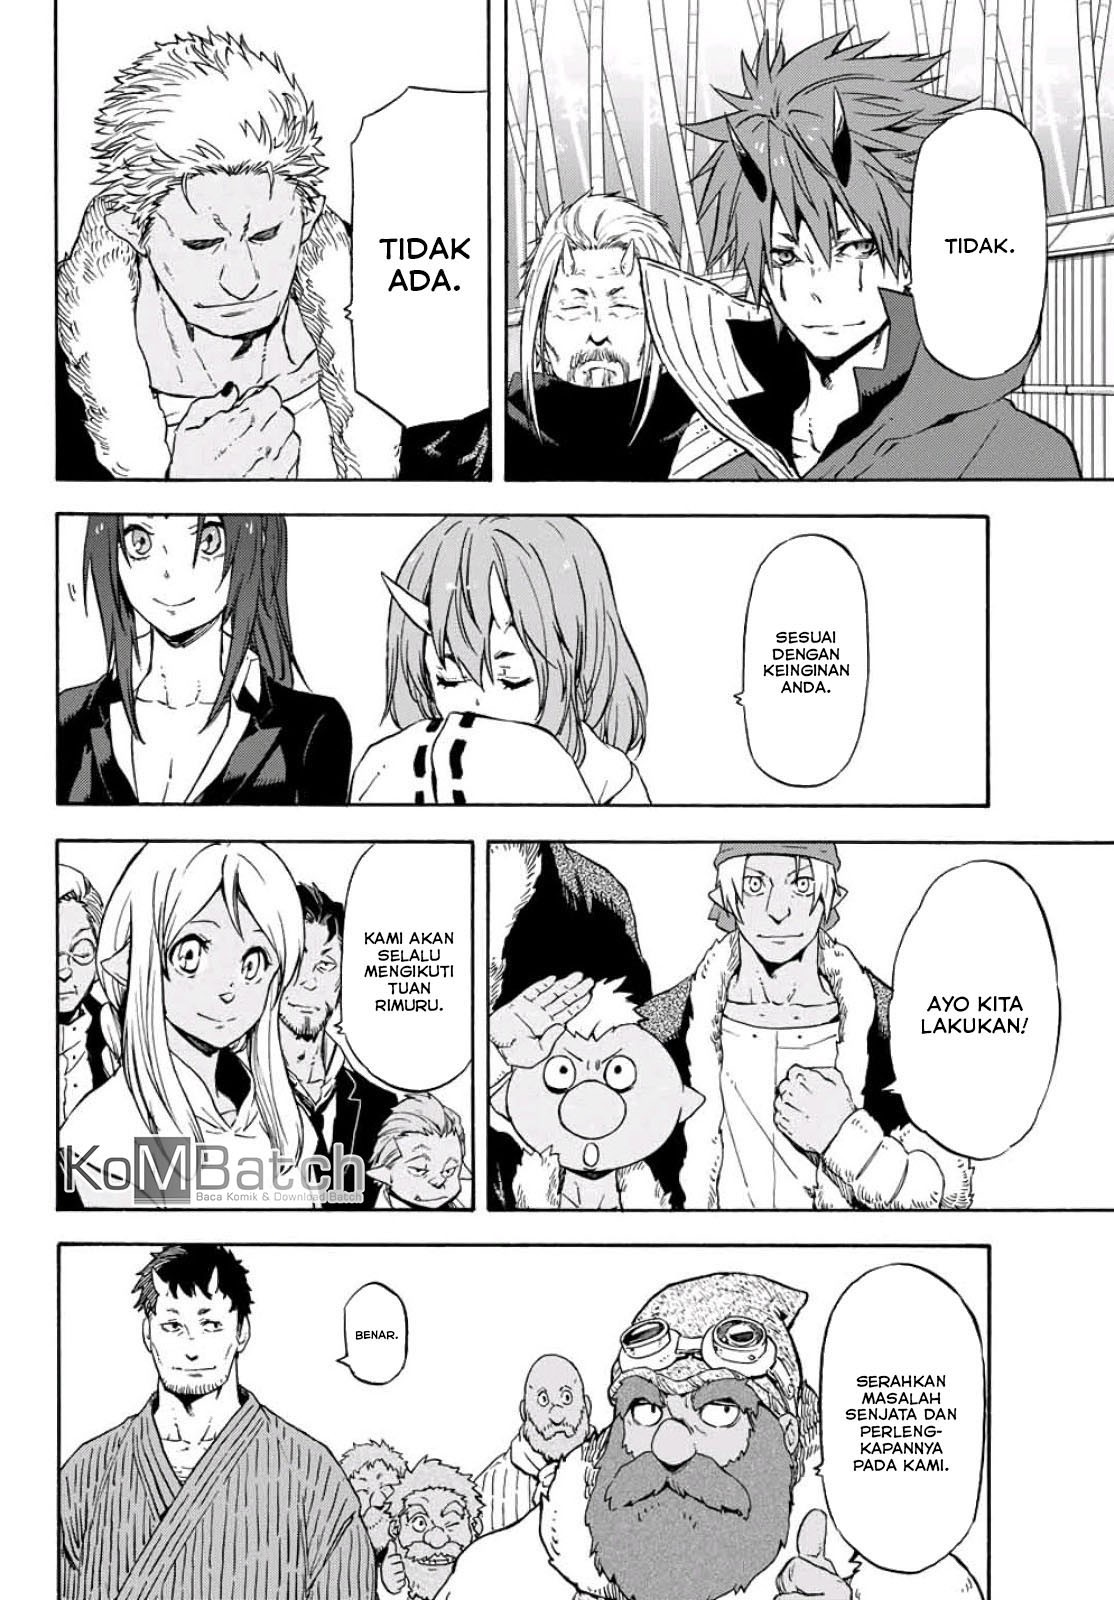 TIDAK.
TIDAK
ADA.
SESUAI
DENGAN
KEINGINAN
ANDA.
AYO KITA
LAKUKAN!
KAMI AKAN
SELALU
MENGIKUTI
TUAN
RIMURU.
KoMBatch
Baca Komik & Download Batch
SERAHKAN
MASALAH
SENJATA DAN
PERLENG-
KAPANNYA
PADA KAMI.
BENAR.